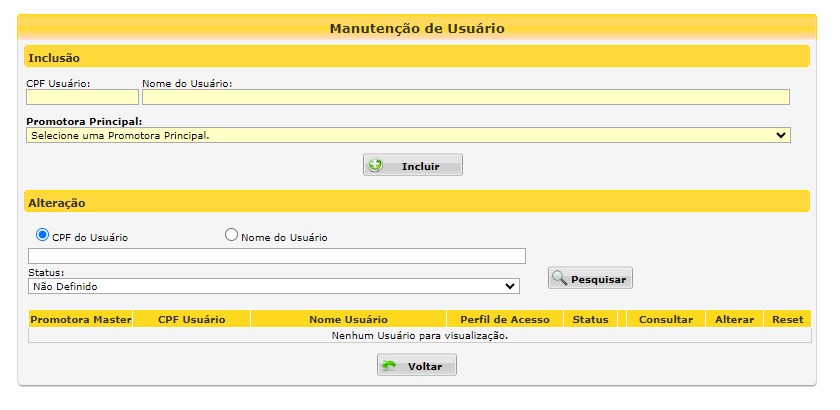 Manutenção de Usuário
Inclusão
CPF Usuário: Nome do Usuário:
Promotora Principal:
Selecione uma Promotora Principal.
Incluir
Alteração
CPF do Usuário Nome do Usuário
Status:
Não Definido
Pesquisar
Promotora Master CPF Usuário Nome Usuário Perfil de Acesso Status Consultar Alterar Reset
Nenhum Usuário para visualização.
Voltar